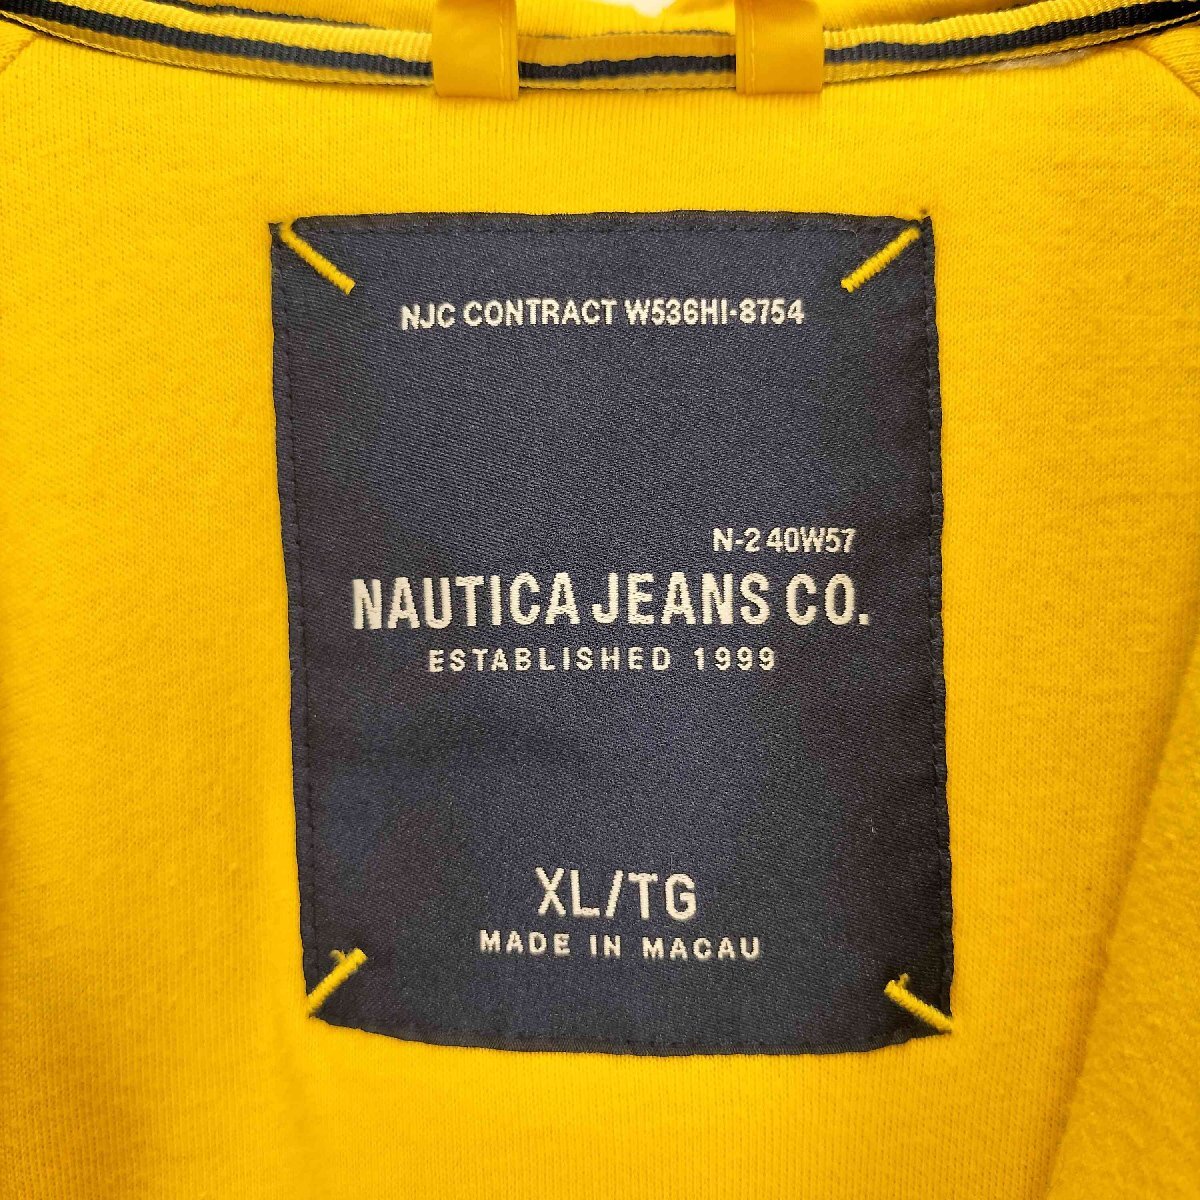 NJC CONTRACT W536HI-8754
N-2 40W57
NAUTICA JEANS CO.
ESTABLISHED 1999
XL/TG
MADE IN MACAU